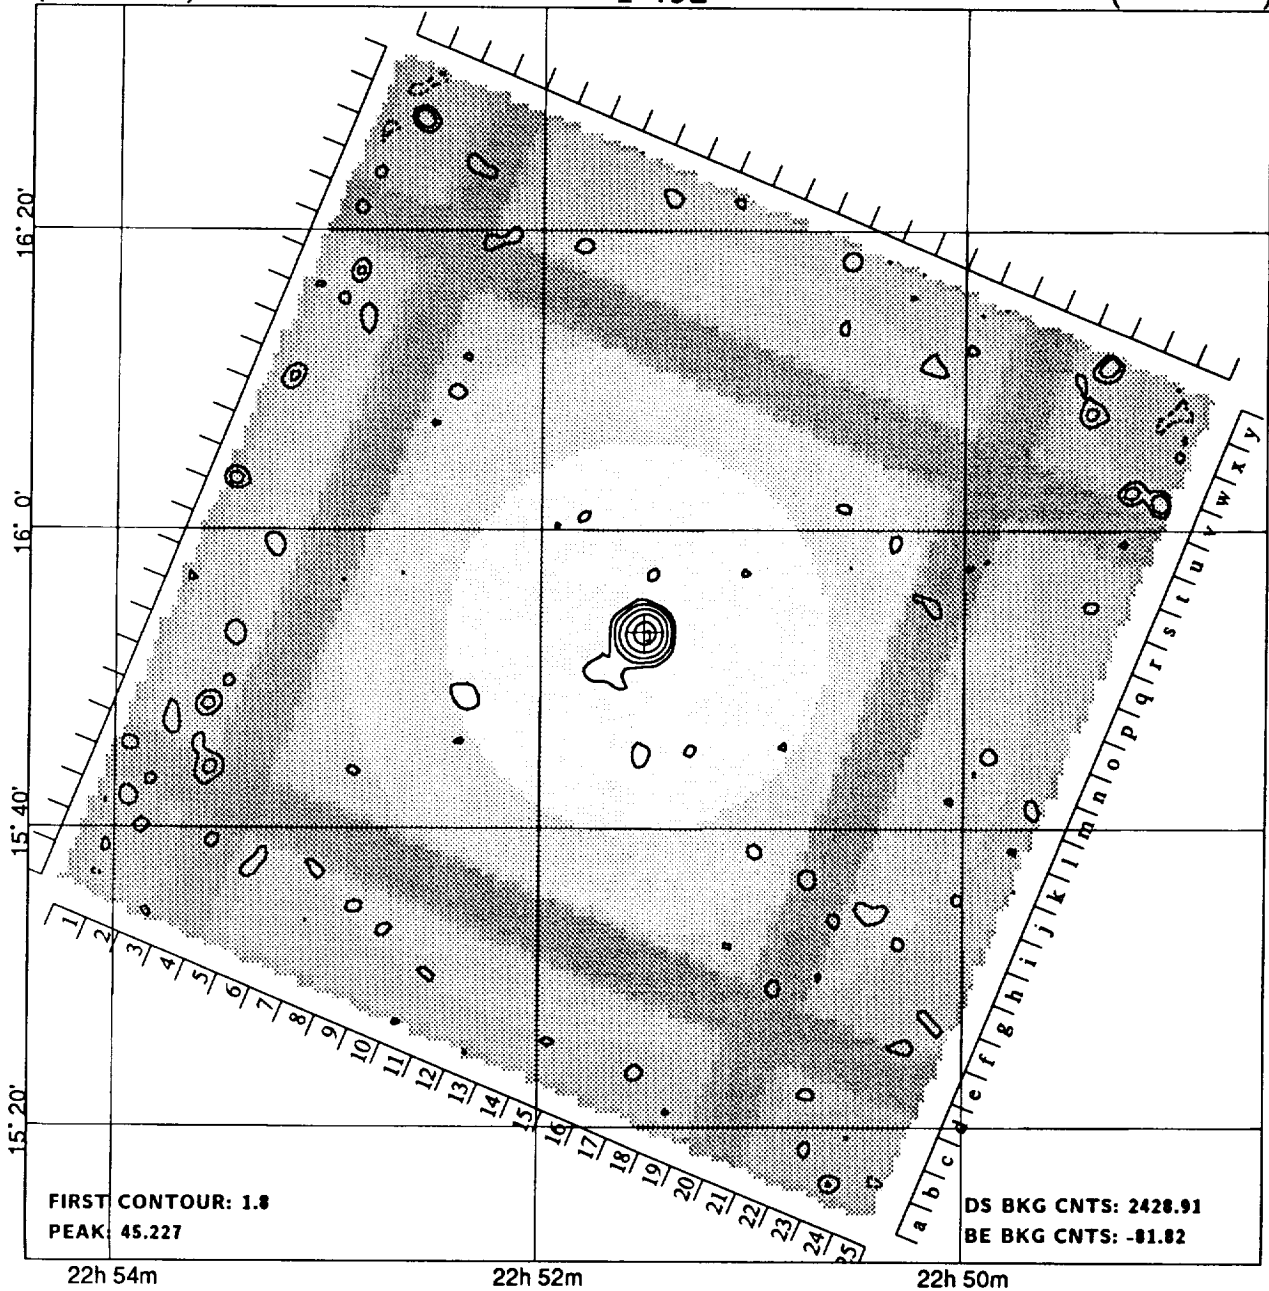 16° 20'
16° 0'
15° 40'
15° 20'
y
x
w
v
u
t
s
r
q
p
o
n
m
l
k
j
i
h
g
f
e
d
c
b
a
1
2
3
4
5
6
7
8
9
10
11
12
13
14
15
16
17
18
19
20
21
22
23
24
25
FIRST CONTOUR: 1.8
PEAK: 45.227
DS BKG CNTS: 2428.91
BE BKG CNTS: -81.82
22h 54m
22h 52m
22h 50m